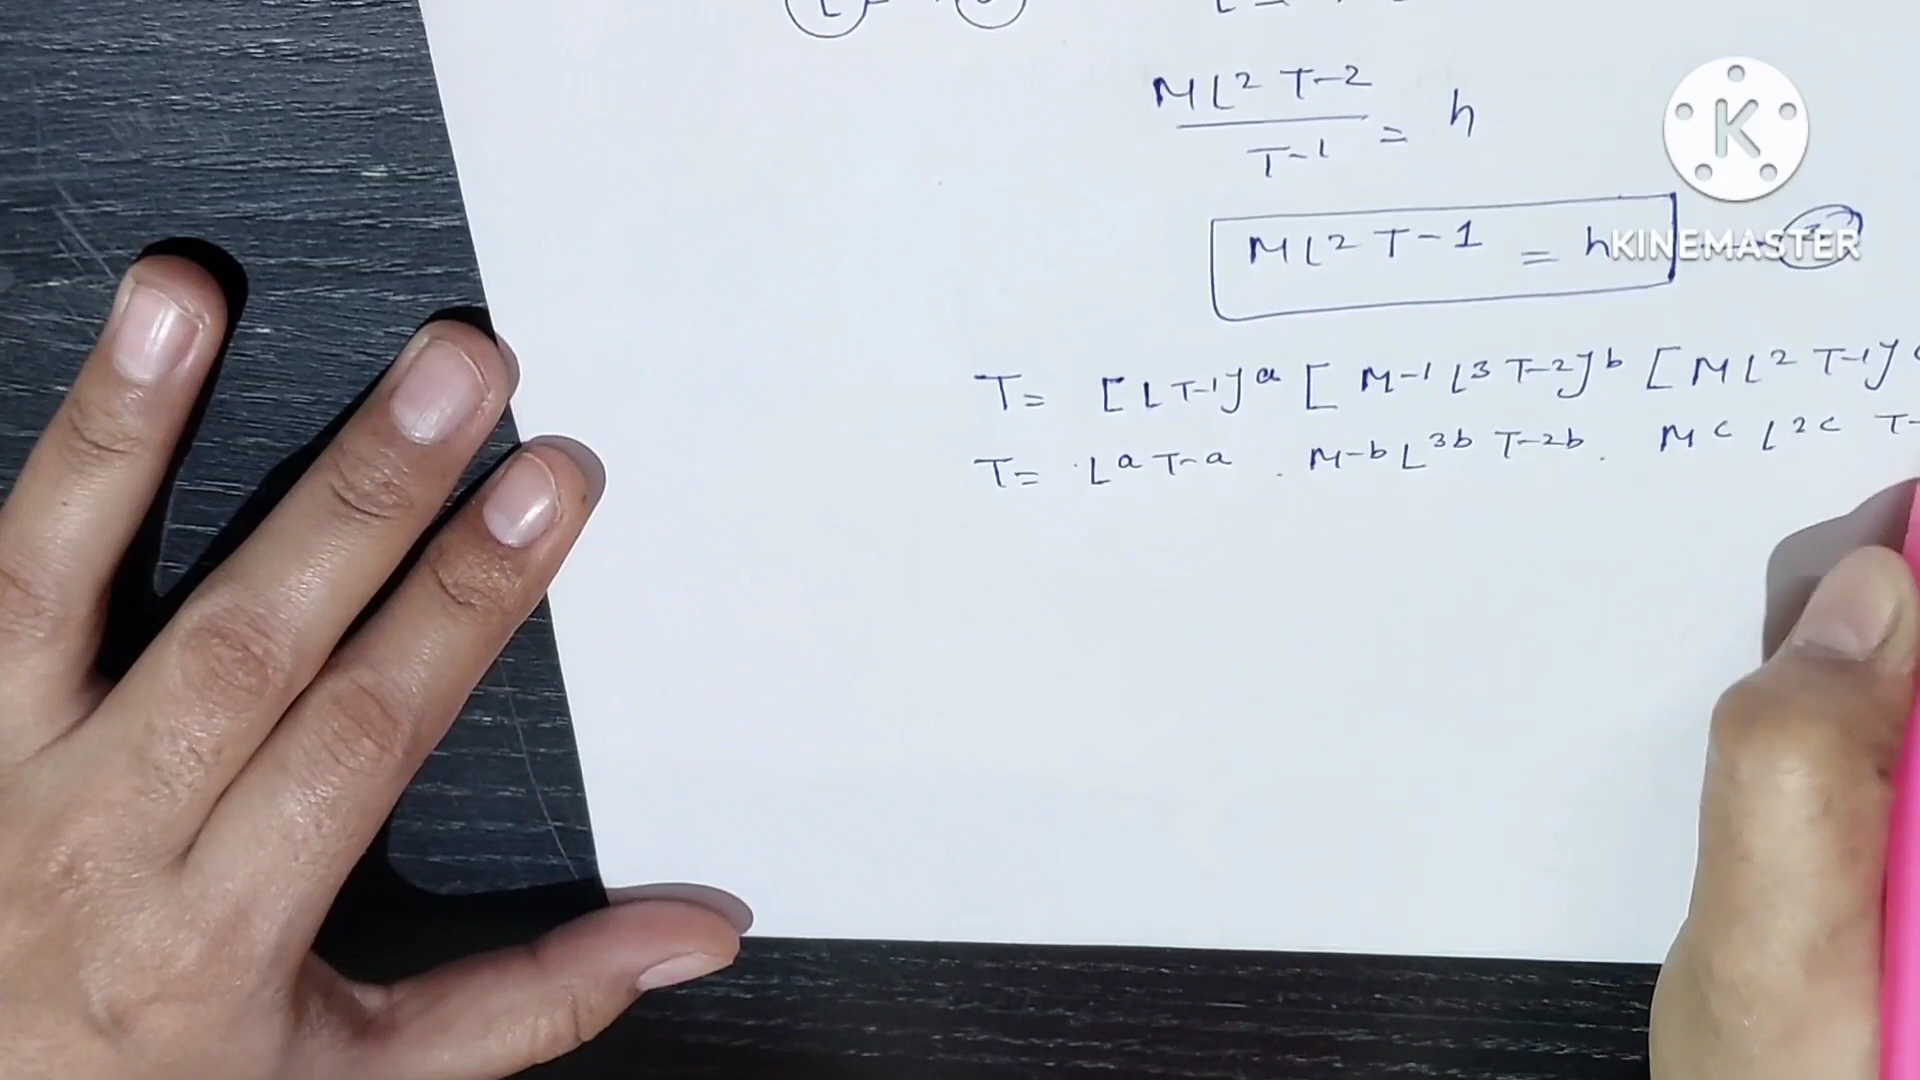 ML² T-2
T-1 = h
K
ML² T-1 = h
KINEMASTER
T= [LT-1]ᵃ [M-1 L³ T-2]ᵇ [ML² T-1]
T= Lᵃ T-a . M-b L³ᵇ T-2b . Mᶜ L²ᶜ T-